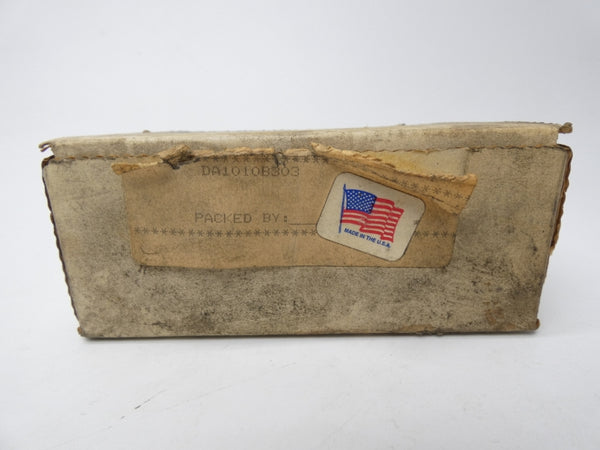 DA1010B303
PACKED BY:
MADE IN THE U.S.A.